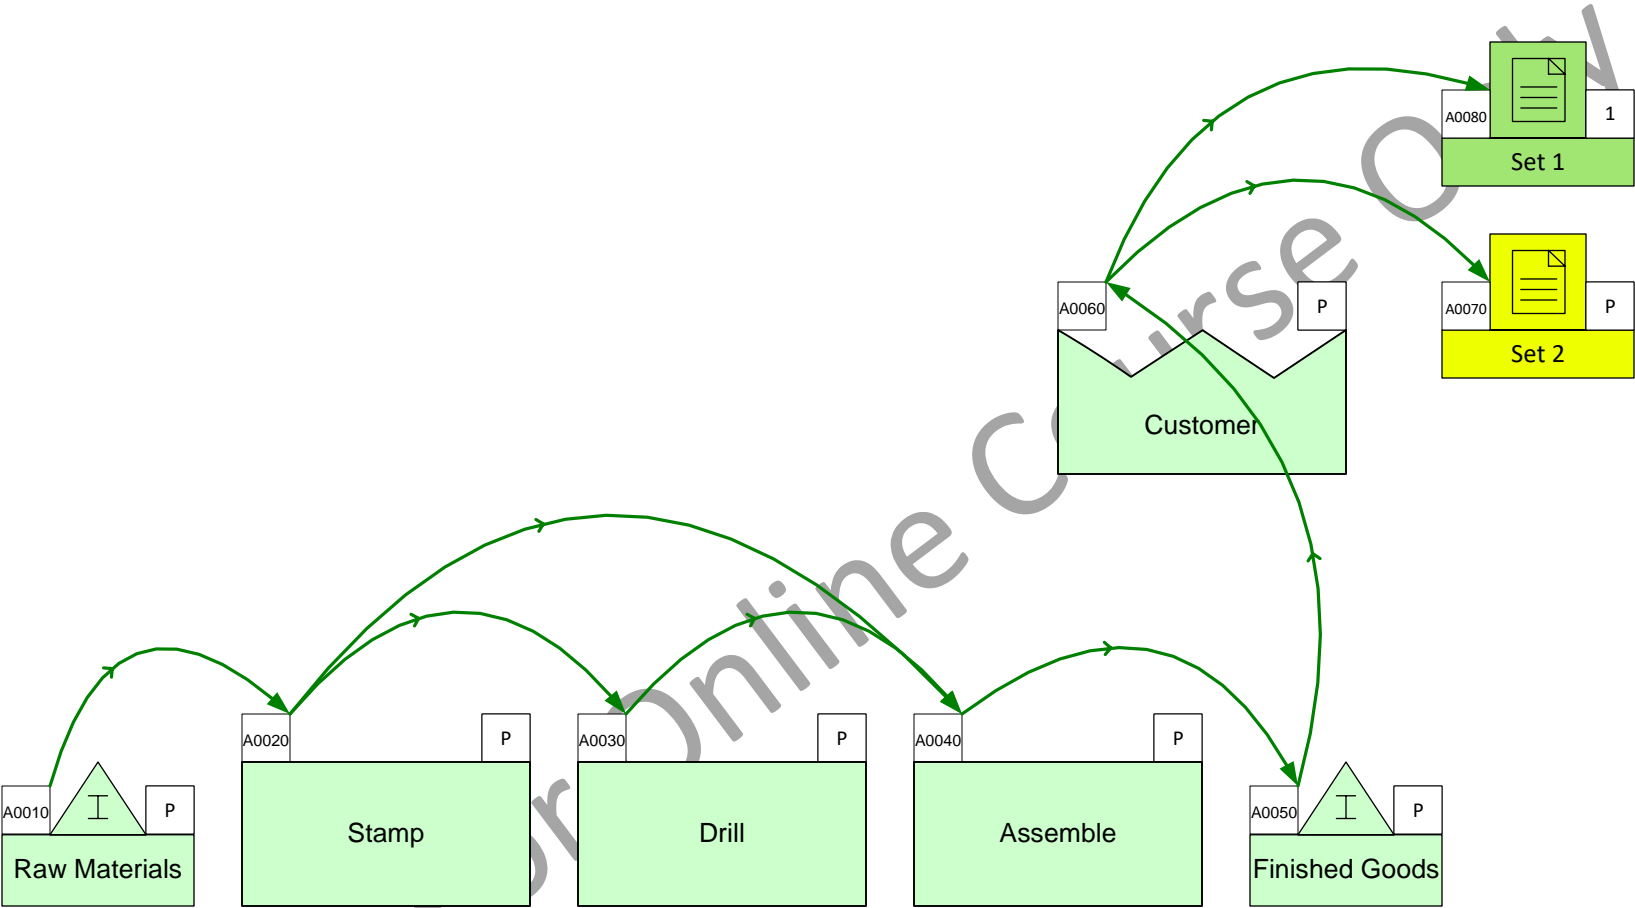 A0080
1
Set 1
A0070
P
Set 2
A0060
P
Customer
A0010
P
Raw Materials
A0020
P
Stamp
A0030
P
Drill
A0040
P
Assemble
A0050
P
Finished Goods
Online Course Only